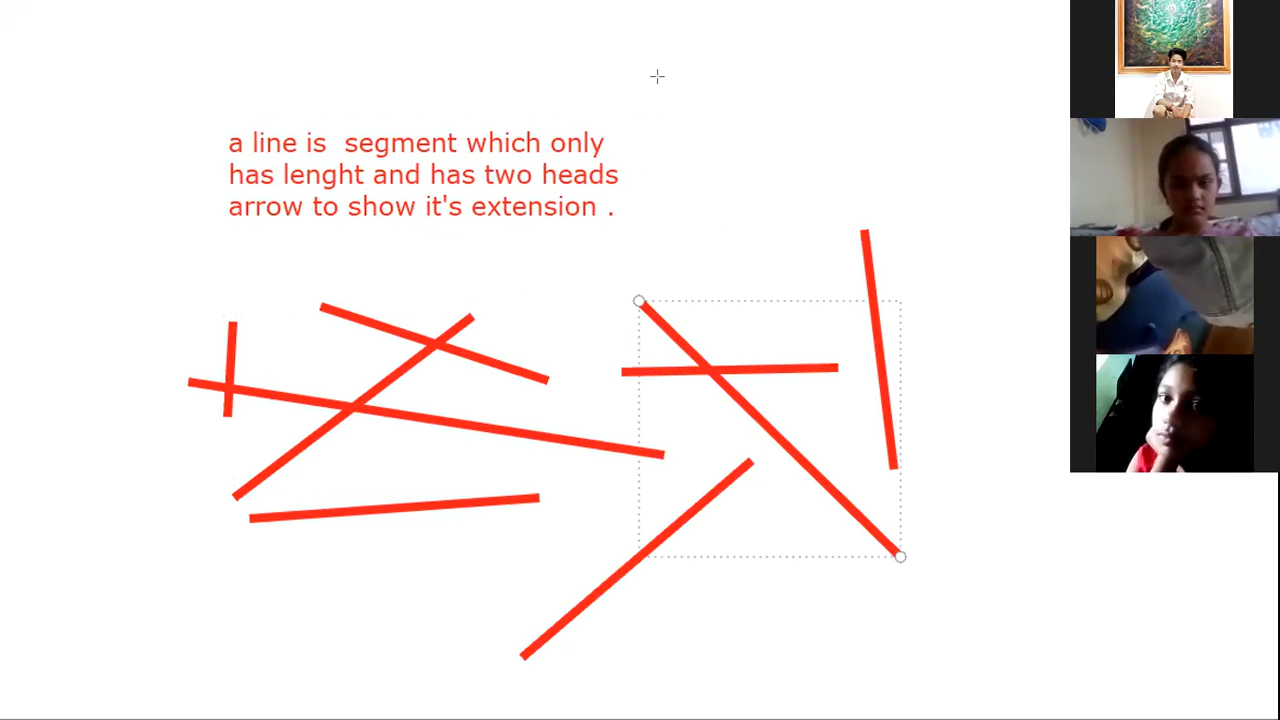 a line is  segment which only
has lenght and has two heads
arrow to show it's extension .